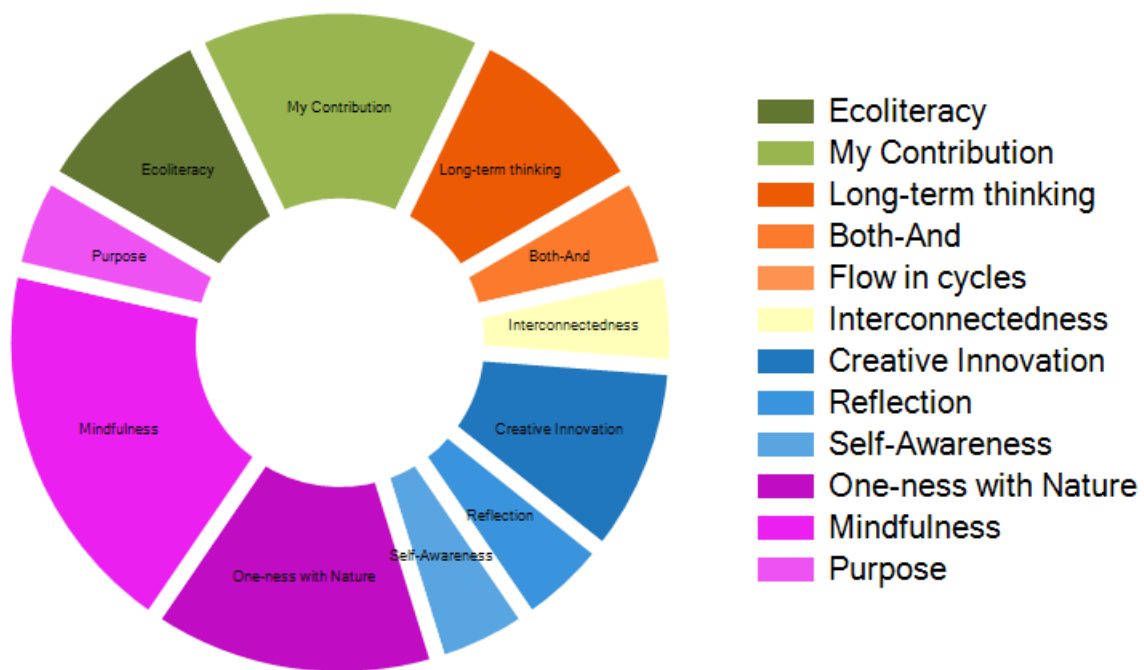 My Contribution
Ecoliteracy
Long-term thinking
Purpose
Both-And
Interconnectedness
Mindfulness
Creative Innovation
Reflection
Self-Awareness
One-ness with Nature
Ecoliteracy
My Contribution
Long-term thinking
Both-And
Flow in cycles
Interconnectedness
Creative Innovation
Reflection
Self-Awareness
One-ness with Nature
Mindfulness
Purpose